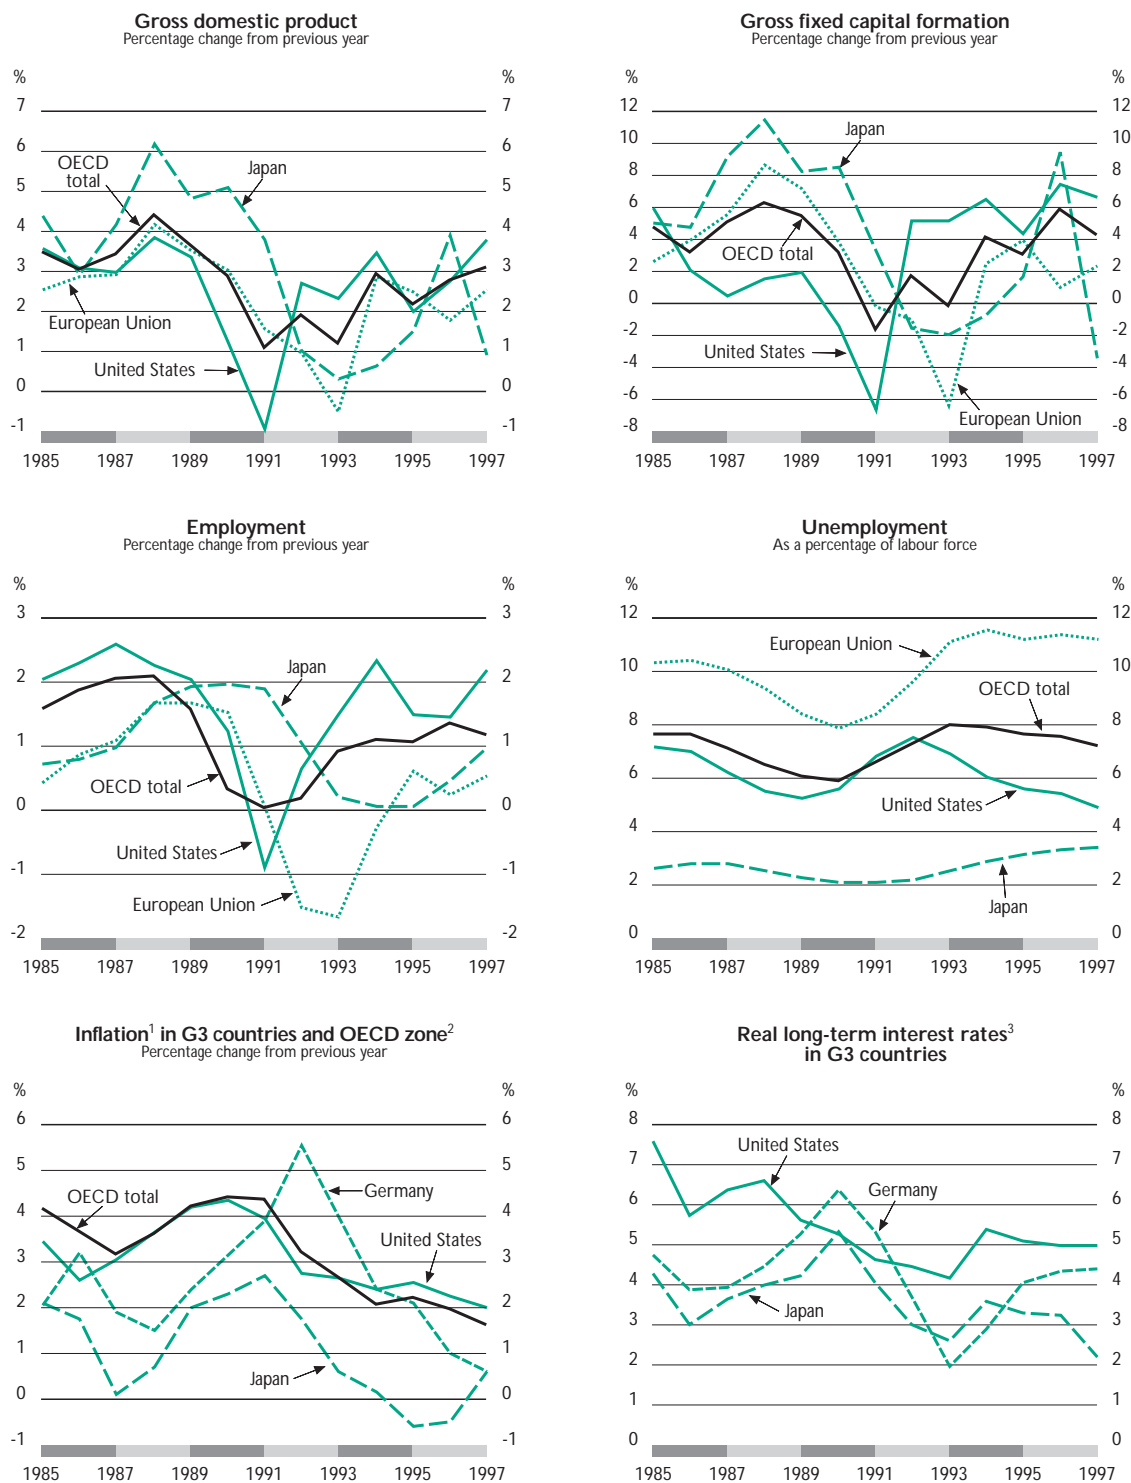 Gross domestic product
Percentage change from previous year
% %
7 7
6 6
5 5
4 4
3 3
2 2
1 1
0 0
-1 -1
OECD
total
Japan
European Union
United States
1985 1987 1989 1991 1993 1995 1997
Gross fixed capital formation
Percentage change from previous year
% %
12 12
10 10
8 8
6 6
4 4
2 2
0 0
-2 -2
-4 -4
-6 -6
-8 -8
Japan
OECD total
United States
European Union
1985 1987 1989 1991 1993 1995 1997
Employment
Percentage change from previous year
% %
3 3
2 2
1 1
0 0
-1 -1
-2 -2
Japan
OECD total
United States
European Union
1985 1987 1989 1991 1993 1995 1997
Unemployment
As a percentage of labour force
% %
12 12
10 10
8 8
6 6
4 4
2 2
0 0
European Union
OECD total
United States
Japan
1985 1987 1989 1991 1993 1995 1997
Inflation¹ in G3 countries and OECD zone²
Percentage change from previous year
% %
6 6
5 5
4 4
3 3
2 2
1 1
0 0
-1 -1
OECD total
Germany
United States
Japan
1985 1987 1989 1991 1993 1995 1997
Real long-term interest rates³
in G3 countries
% %
8 8
7 7
6 6
5 5
4 4
3 3
2 2
1 1
0 0
United States
Germany
Japan
1985 1987 1989 1991 1993 1995 1997